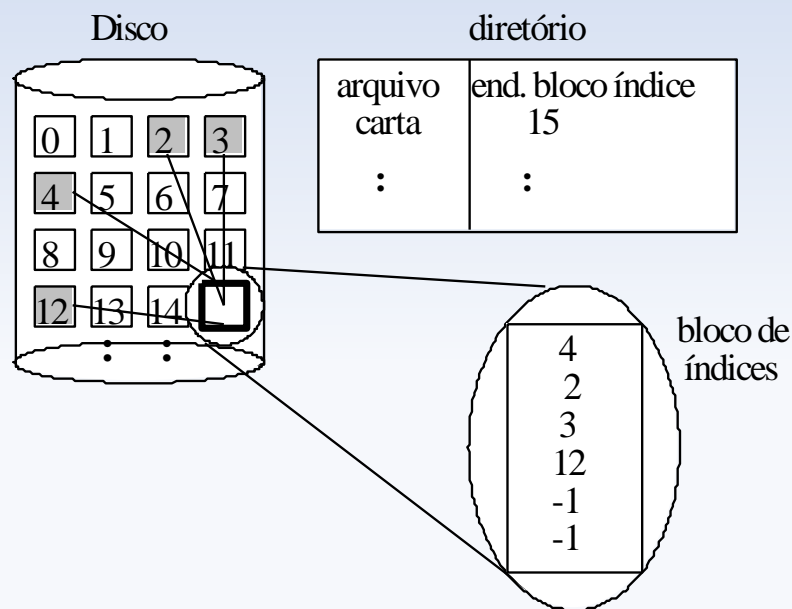 Disco
diretório
arquivo end. bloco índice
carta 15
: :
0 1 2 3
4 5 6 7
8 9 10 11
12 13 14
: :
bloco de
índices
4
2
3
12
-1
-1